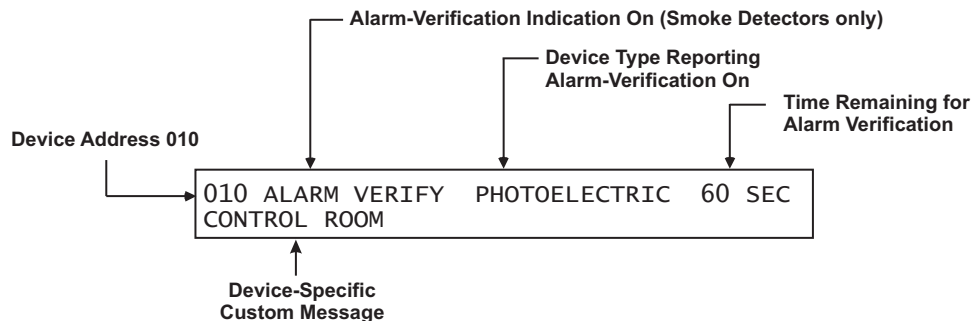 Alarm-Verification Indication On (Smoke Detectors only)
Device Type Reporting
Alarm-Verification On
Time Remaining for
Alarm Verification
Device Address 010
010 ALARM VERIFY PHOTOELECTRIC 60 SEC
CONTROL ROOM
Device-Specific
Custom Message